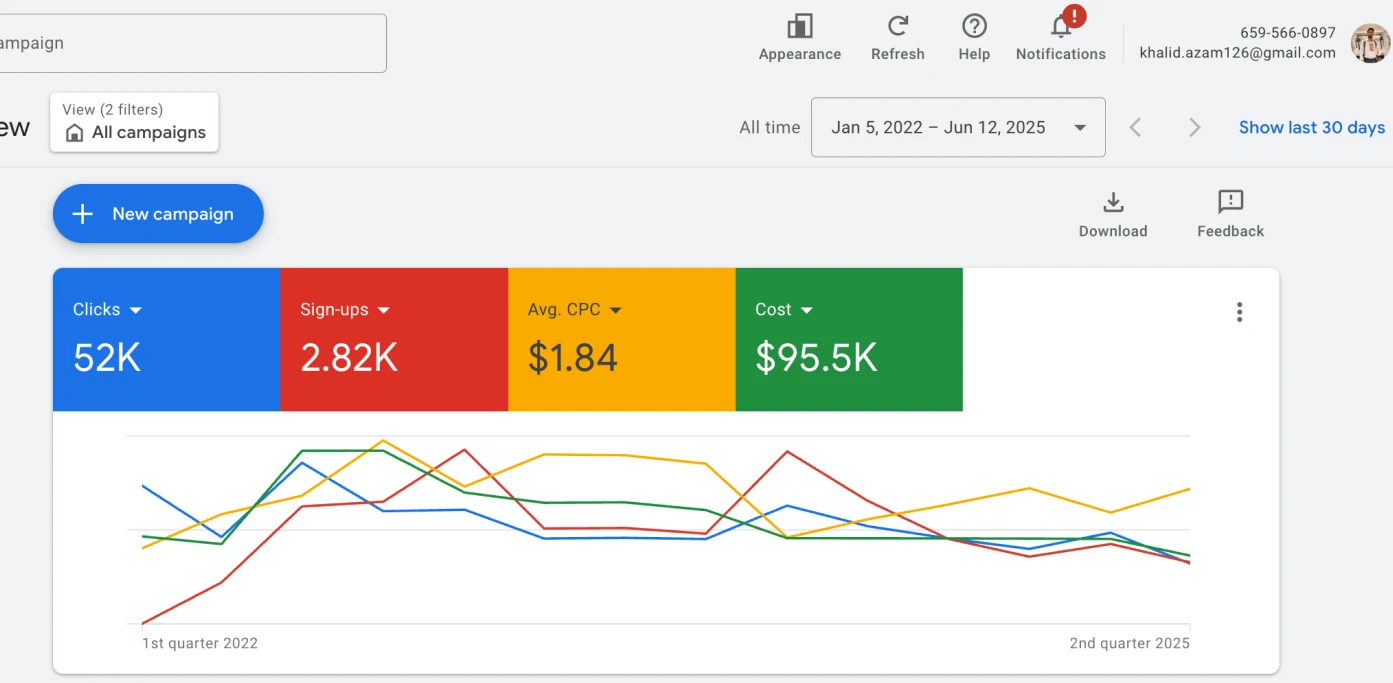 ampaign
Appearance
Refresh
Help
Notifications
659-566-0897
khalid.azam126@gmail.com
ew
View (2 filters)
All campaigns
All time
Jan 5, 2022 – Jun 12, 2025
Show last 30 days
New campaign
Download
Feedback
Clicks
52K
Sign-ups
2.82K
Avg. CPC
$1.84
Cost
$95.5K
1st quarter 2022
2nd quarter 2025